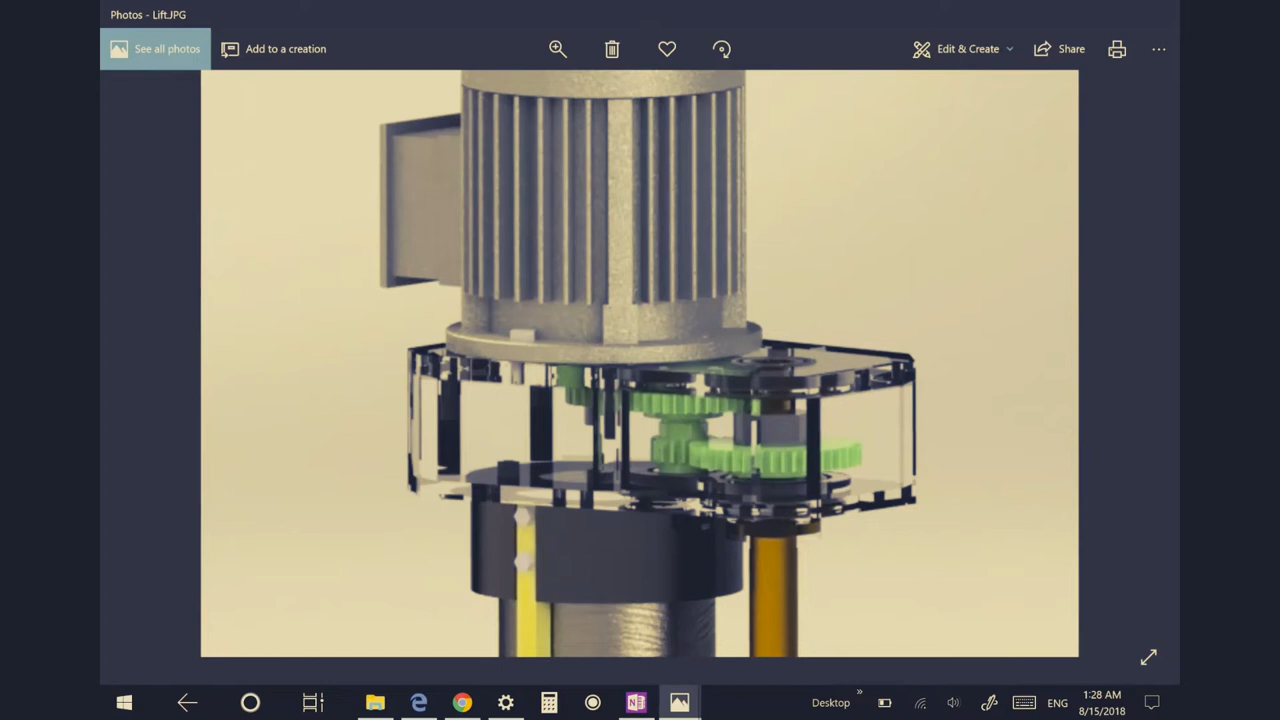 Photos - Lift.JPG
See all photos
Add to a creation
Edit & Create
Share
Desktop
ENG
1:28 AM
8/15/2018